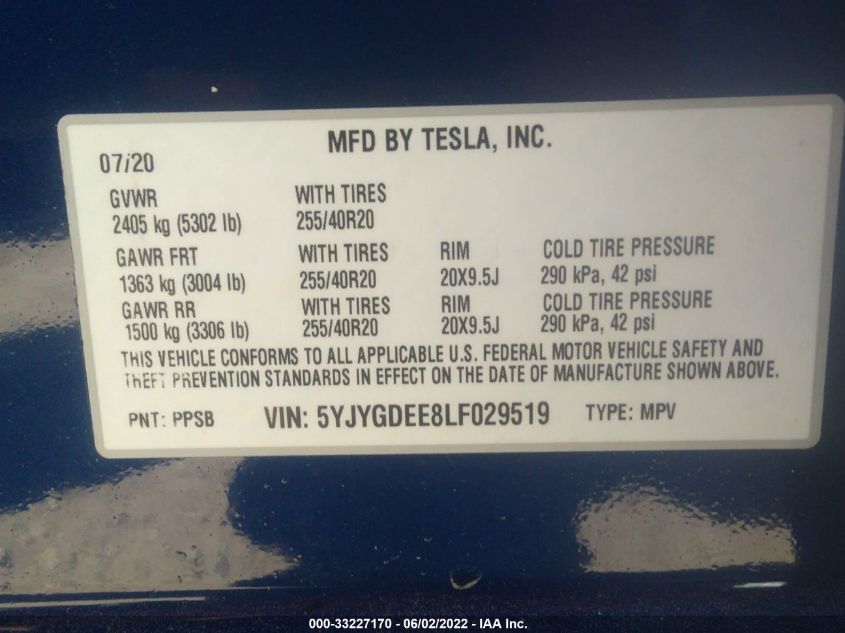 MFD BY TESLA, INC.
07/20
GVWR WITH TIRES
2405 kg (5302 lb) 255/40R20
GAWR FRT WITH TIRES RIM COLD TIRE PRESSURE
1363 kg (3004 lb) 255/40R20 20X9.5J 290 kPa, 42 psi
GAWR RR WITH TIRES RIM COLD TIRE PRESSURE
1500 kg (3306 lb) 255/40R20 20X9.5J 290 kPa, 42 psi
THIS VEHICLE CONFORMS TO ALL APPLICABLE U.S. FEDERAL MOTOR VEHICLE SAFETY AND
THEFT PREVENTION STANDARDS IN EFFECT ON THE DATE OF MANUFACTURE SHOWN ABOVE.
PNT: PPSB VIN: 5YJYGDEE8LF029519 TYPE: MPV
000-33227170 - 06/02/2022 - IAA Inc.